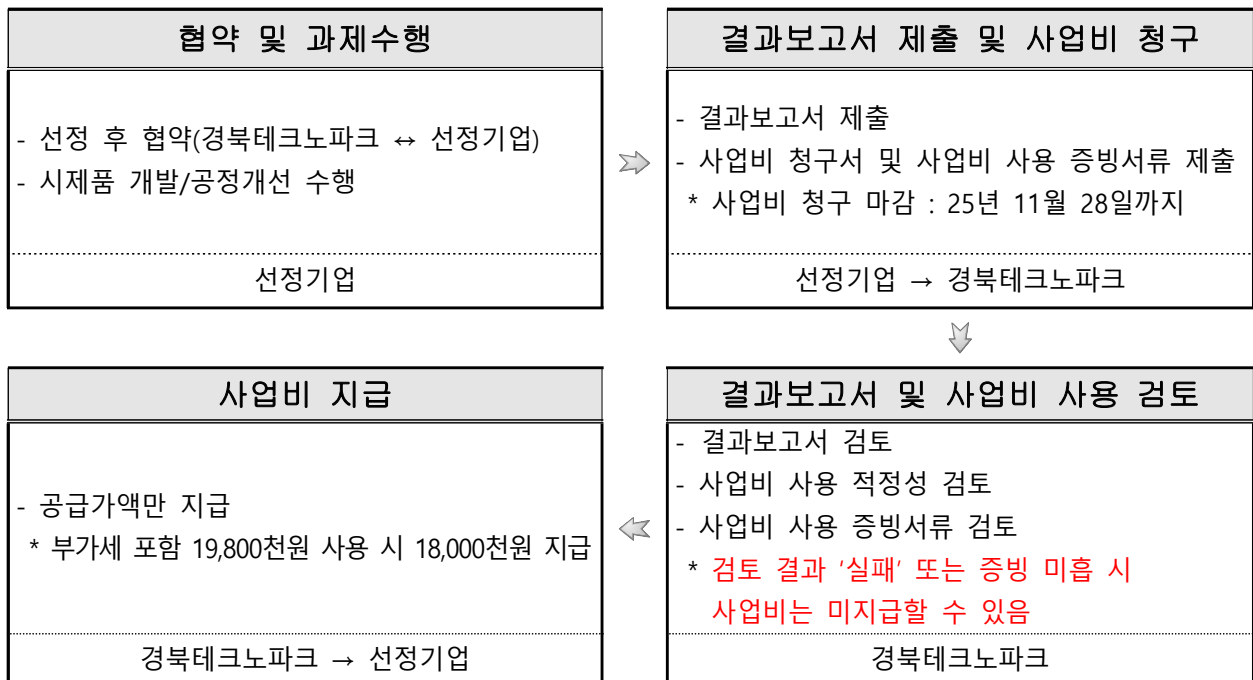 협약 및 과제수행
- 선정 후 협약(경북테크노파크 ↔ 선정기업)
- 시제품 개발/공정개선 수행
선정기업
결과보고서 제출 및 사업비 청구
- 결과보고서 제출
- 사업비 청구서 및 사업비 사용 증빙서류 제출
* 사업비 청구 마감 : 25년 11월 28일까지
선정기업 → 경북테크노파크
결과보고서 및 사업비 사용 검토
- 결과보고서 검토
- 사업비 사용 적정성 검토
- 사업비 사용 증빙서류 검토
* 검토 결과 '실패' 또는 증빙 미흡 시
사업비는 미지급할 수 있음
경북테크노파크
사업비 지급
- 공급가액만 지급
* 부가세 포함 19,800천원 사용 시 18,000천원 지급
경북테크노파크 → 선정기업